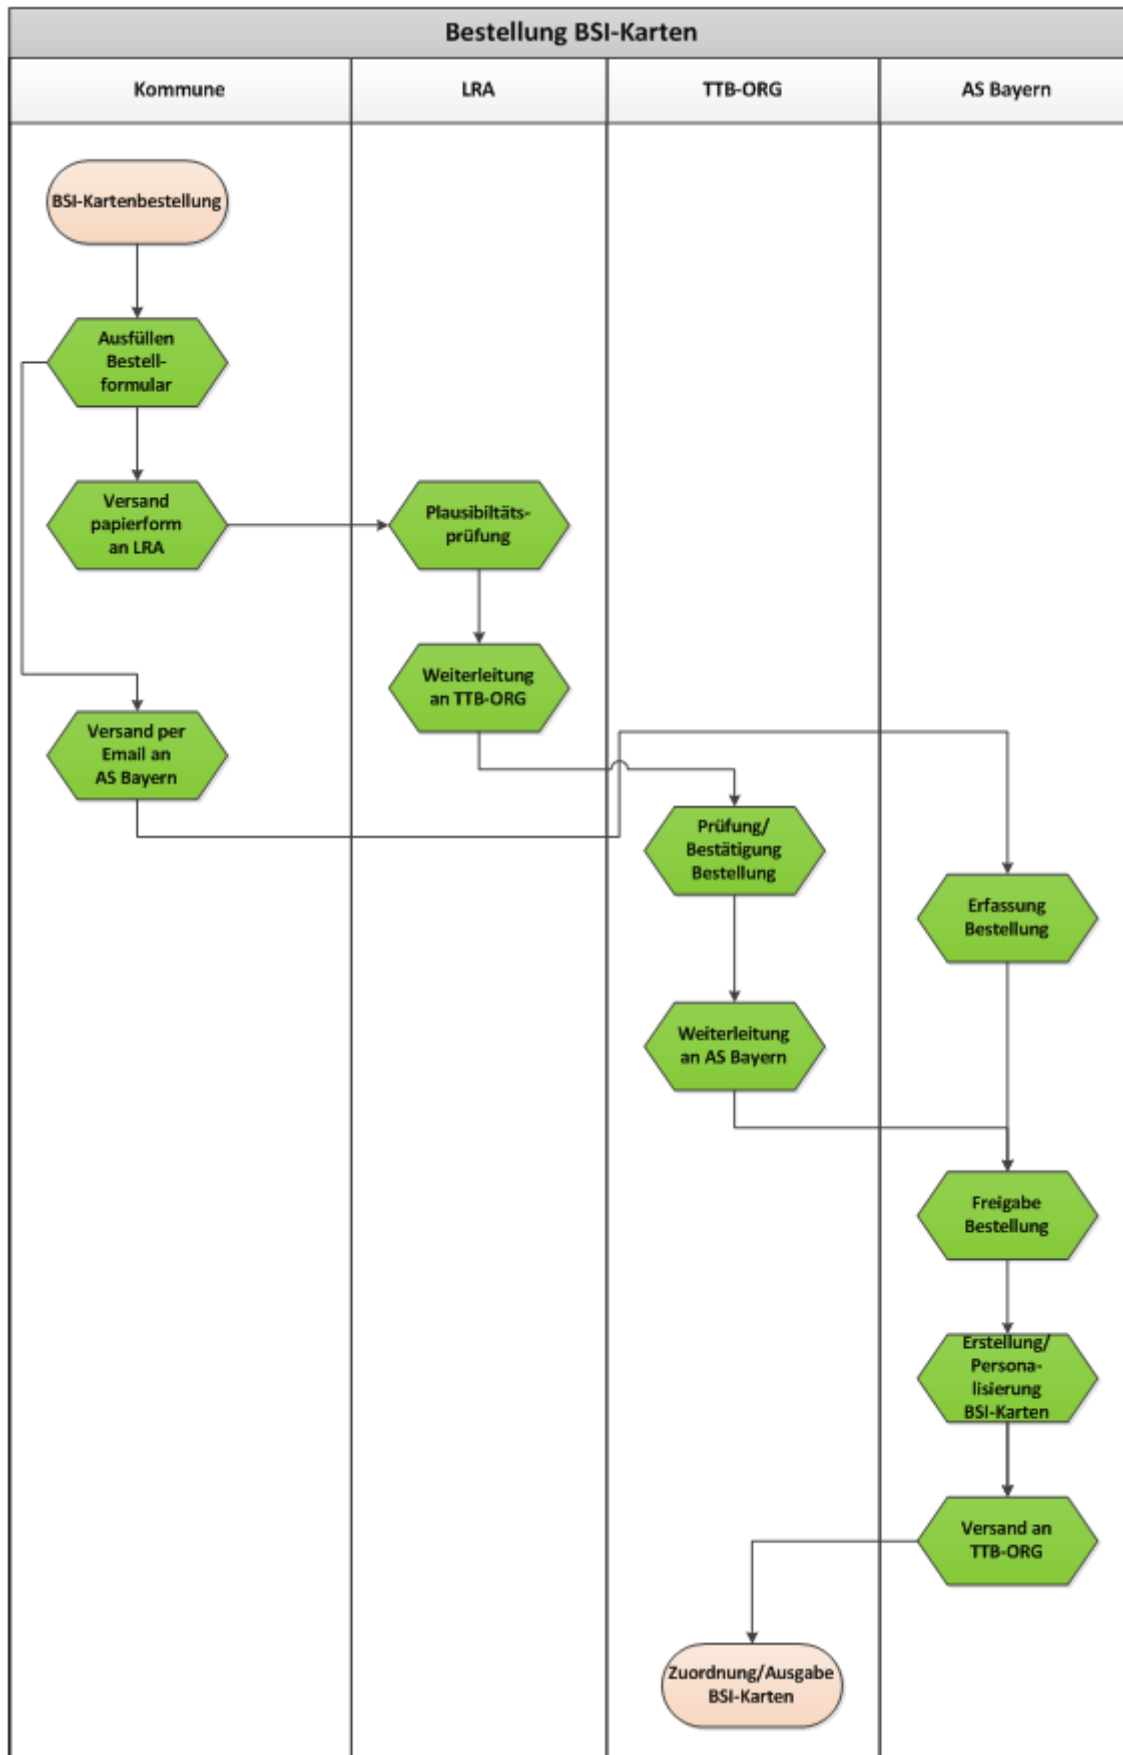 Bestellung BSI-Karten
Kommune
LRA
TTB-ORG
AS Bayern
BSI-Kartenbestellung
Ausfüllen
Bestell-
formular
Versand
papierform
an LRA
Plausibiltäts-
prüfung
Weiterleitung
an TTB-ORG
Versand per
Email an
AS Bayern
Prüfung/
Bestätigung
Bestellung
Erfassung
Bestellung
Weiterleitung
an AS Bayern
Freigabe
Bestellung
Erstellung/
Persona-
lisierung
BSI-Karten
Versand an
TTB-ORG
Zuordnung/Ausgabe
BSI-Karten